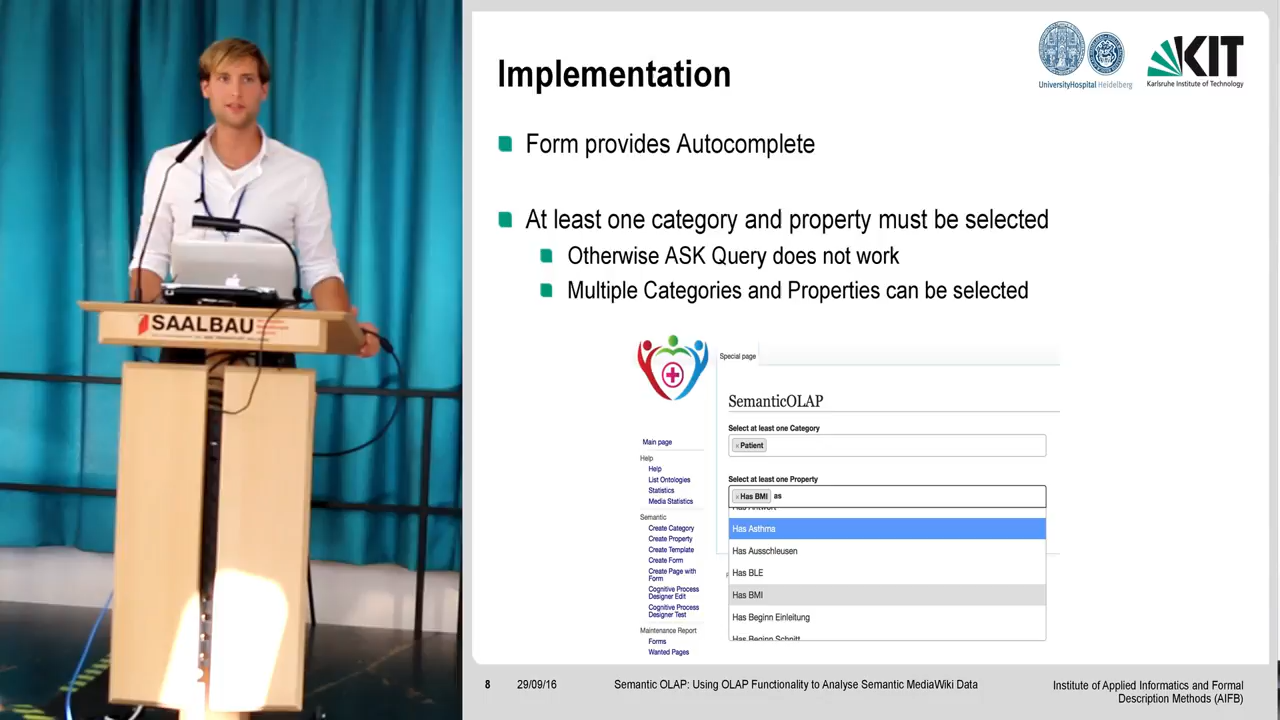 Implementation
UniversityHospital Heidelberg
KIT
Karlsruhe Institute of Technology
Form provides Autocomplete
At least one category and property must be selected
Otherwise ASK Query does not work
Multiple Categories and Properties can be selected
Special page
SemanticOLAP
Select at least one Category
×Patient
Select at least one Property
×Has BMI as
Has Antwort
Has Asthma
Has Ausschleusen
Has BLE
Has BMI
Has Beginn Einleitung
Has Beginn Schnitt
Main page
Help
Help
List Ontologies
Statistics
Media Statistics
Semantic
Create Category
Create Property
Create Template
Create Form
Create Page with
Form
Cognitive Process
Designer Edit
Cognitive Process
Designer Test
Maintenance Report
Forms
Wanted Pages
SAALBAU
8 29/09/16 Semantic OLAP: Using OLAP Functionality to Analyse Semantic MediaWiki Data
Institute of Applied Informatics and Formal
Description Methods (AIFB)